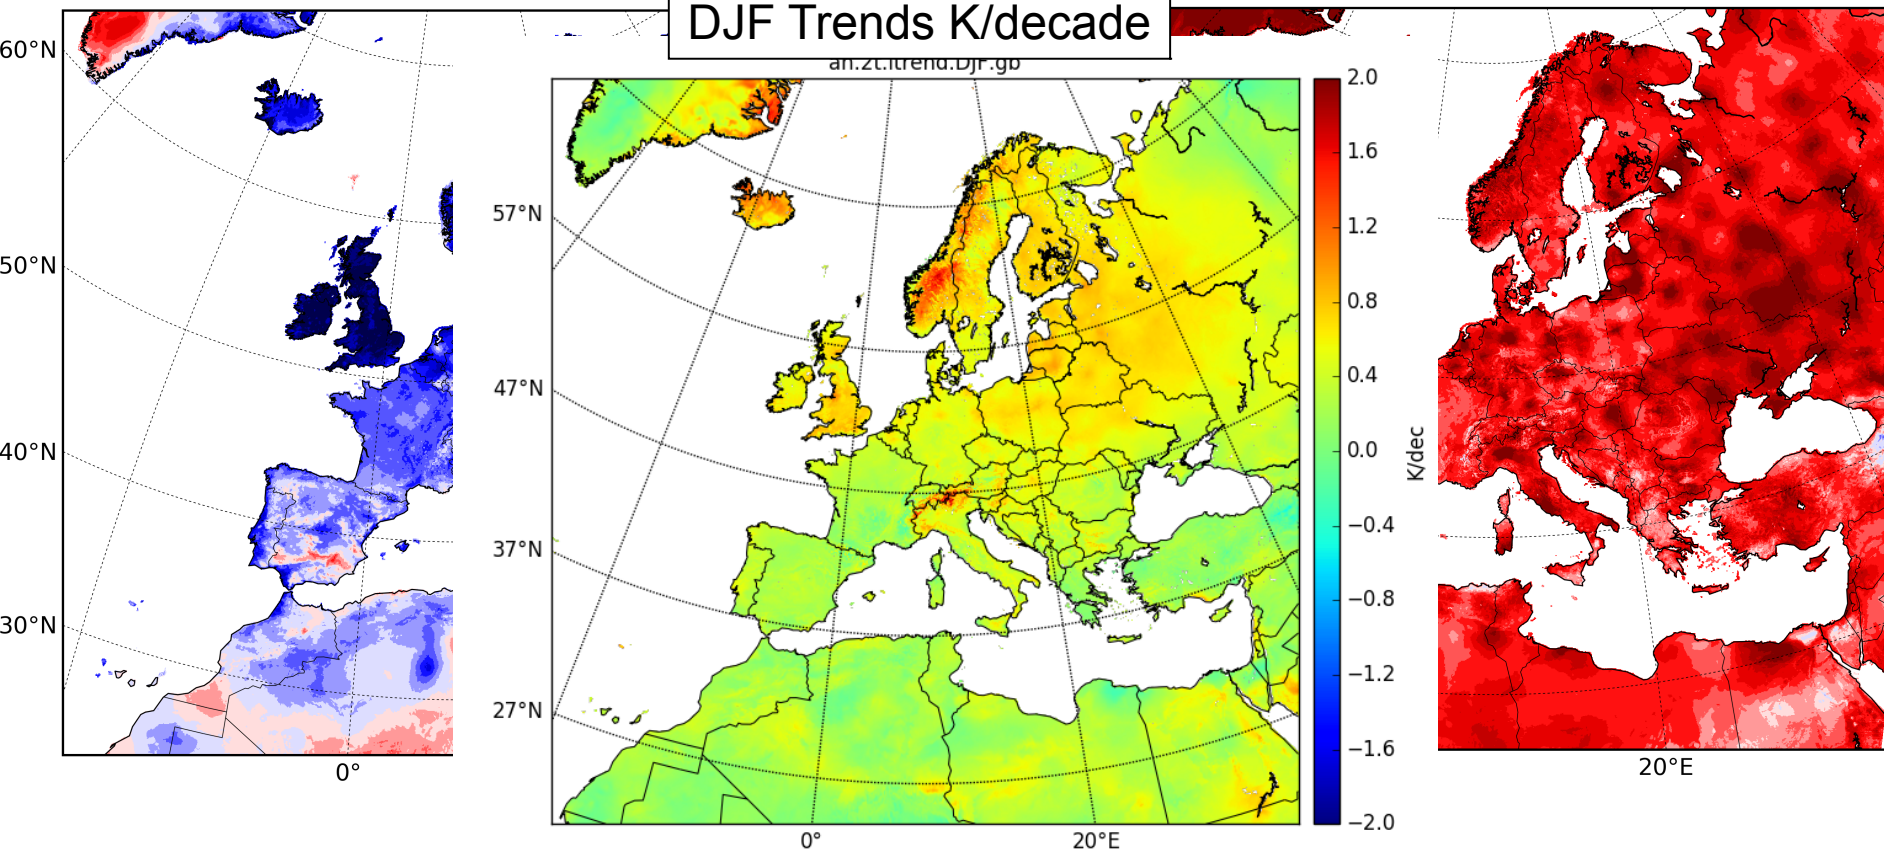 DJF Trends K/decade
an.2t.ltrend.DJF.gb
60°N
50°N
40°N
30°N
0°
57°N
47°N
37°N
27°N
0°
20°E
2.0
1.6
1.2
0.8
0.4
0.0
−0.4
−0.8
−1.2
−1.6
−2.0
K/dec
20°E